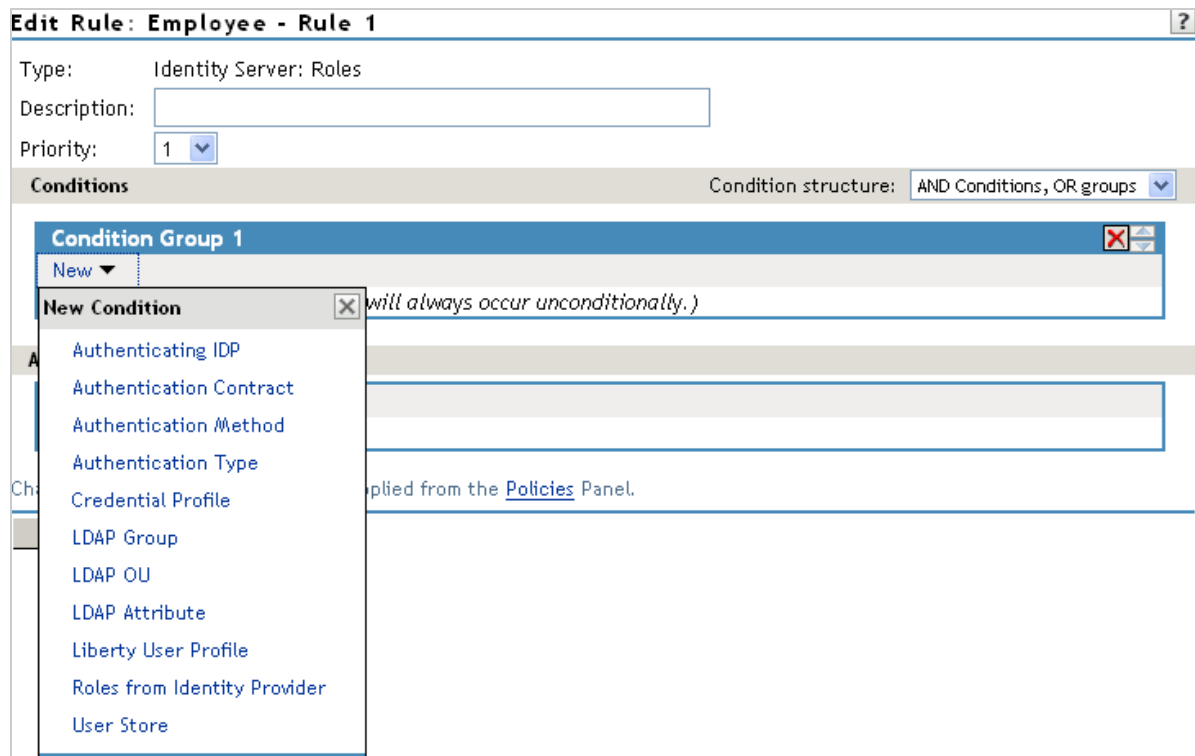 Edit Rule: Employee - Rule 1 ?
Type: Identity Server: Roles
Description:
Priority: 1
Conditions Condition structure: AND Conditions, OR groups
Condition Group 1
New
New Condition will always occur unconditionally.)
Authenticating IDP
A
Authentication Contract
Authentication Method
Authentication Type
Ch plied from the Policies Panel.
Credential Profile
LDAP Group
LDAP OU
LDAP Attribute
Liberty User Profile
Roles from Identity Provider
User Store